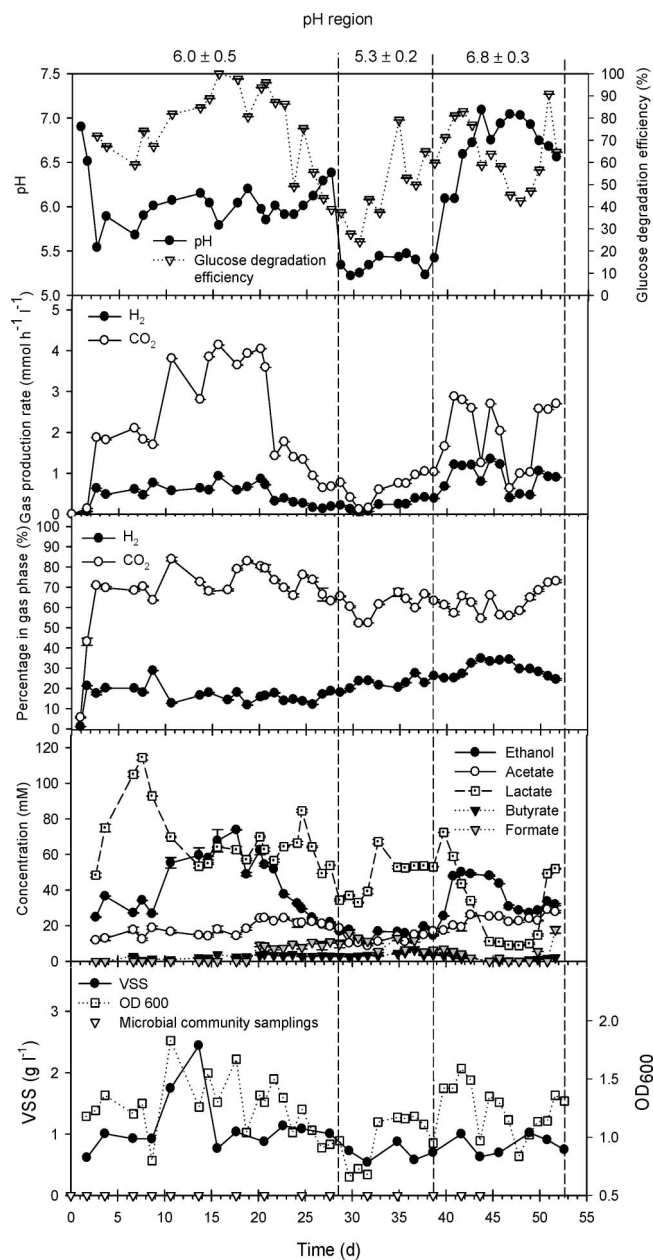 pH region
6.0 ± 0.5 5.3 ± 0.2 6.8 ± 0.3
7.5 7.0 6.5 6.0 5.5 5.0
pH
100 90 80 70 60 50 40 30 20 10 0
Glucose degradation efficiency (%)
pH
Glucose degradation
efficiency
5 4 3 2 1 0
Gas production rate (mmol h⁻¹ l⁻¹)
H₂
CO₂
100 90 80 70 60 50 40 30 20 10 0
Percentage in gas phase (%)
H₂
CO₂
120 100 80 60 40 20 0
Concentration (mM)
Ethanol
Acetate
Lactate
Butyrate
Formate
3 2 1 0
VSS (g l⁻¹)
VSS
OD 600
Microbial community samplings
2.0 1.5 1.0 0.5
OD₆₀₀
0 5 10 15 20 25 30 35 40 45 50 55
Time (d)